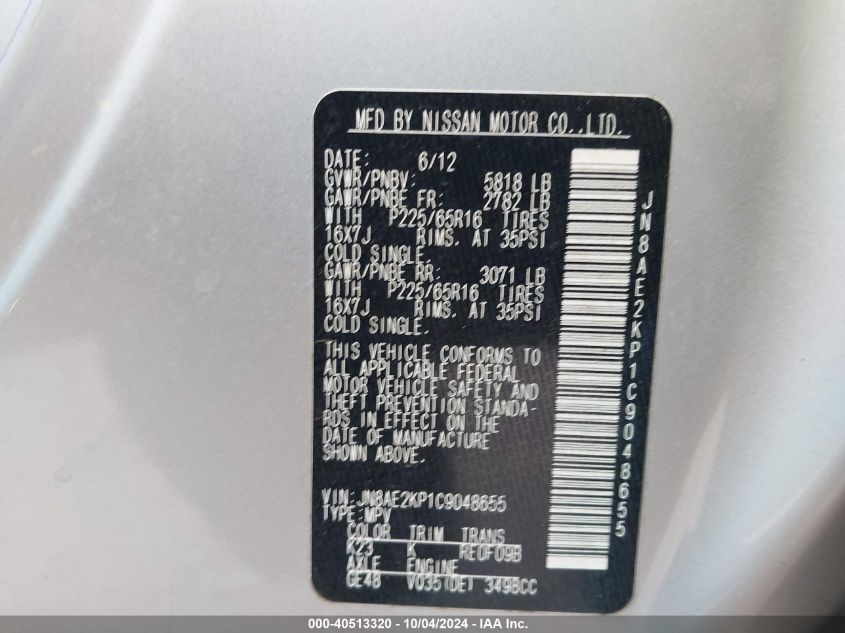 MFD BY NISSAN MOTOR CO.,LTD.
DATE: 6/12
GVWR/PNBV: 5818 LB
GAWR/PNBE FR: 2782 LB
WITH P225/65R16 TIRES
16X7J RIMS. AT 35PSI
COLD SINGLE.
GAWR/PNBE RR: 3071 LB
WITH P225/65R16 TIRES
16X7J RIMS. AT 35PSI
COLD SINGLE.
THIS VEHICLE CONFORMS TO
ALL APPLICABLE FEDERAL
MOTOR VEHICLE SAFETY AND
THEFT PREVENTION STANDA-
RDS IN EFFECT ON THE
DATE OF MANUFACTURE
SHOWN ABOVE.
VIN:JN8AE2KP1C9048655
TYPE:MPV
COLOR TRIM TRANS
K23 K RE0F09B
AXLE ENGINE
GE48 VQ35(DE) 3498CC
JN8AE2KP1C9048655
000-40513320 - 10/04/2024 - IAA, Inc.